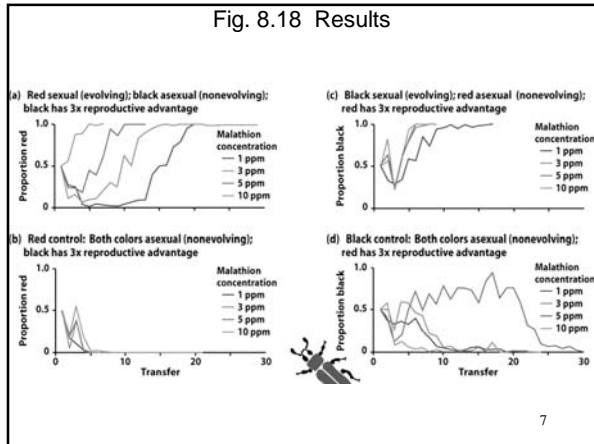 Fig. 8.18 Results
(a) Red sexual (evolving); black asexual (nonevolving);
black has 3x reproductive advantage
Proportion red
1.0
0.5
0
0
10
20
30
Malathion
concentration
1 ppm
3 ppm
5 ppm
10 ppm
(b) Red control: Both colors asexual (nonevolving);
black has 3x reproductive advantage
Proportion red
1.0
0.5
0
0
10
20
30
Transfer
Malathion
concentration
1 ppm
3 ppm
5 ppm
10 ppm
(c) Black sexual (evolving); red asexual (nonevolving);
red has 3x reproductive advantage
Proportion black
1.0
0.5
0
Malathion
concentration
1 ppm
3 ppm
5 ppm
10 ppm
(d) Black control: Both colors asexual (nonevolving);
red has 3x reproductive advantage
Proportion black
1.0
0.5
0
0
10
20
30
Transfer
Malathion
concentration
1 ppm
3 ppm
5 ppm
10 ppm
7